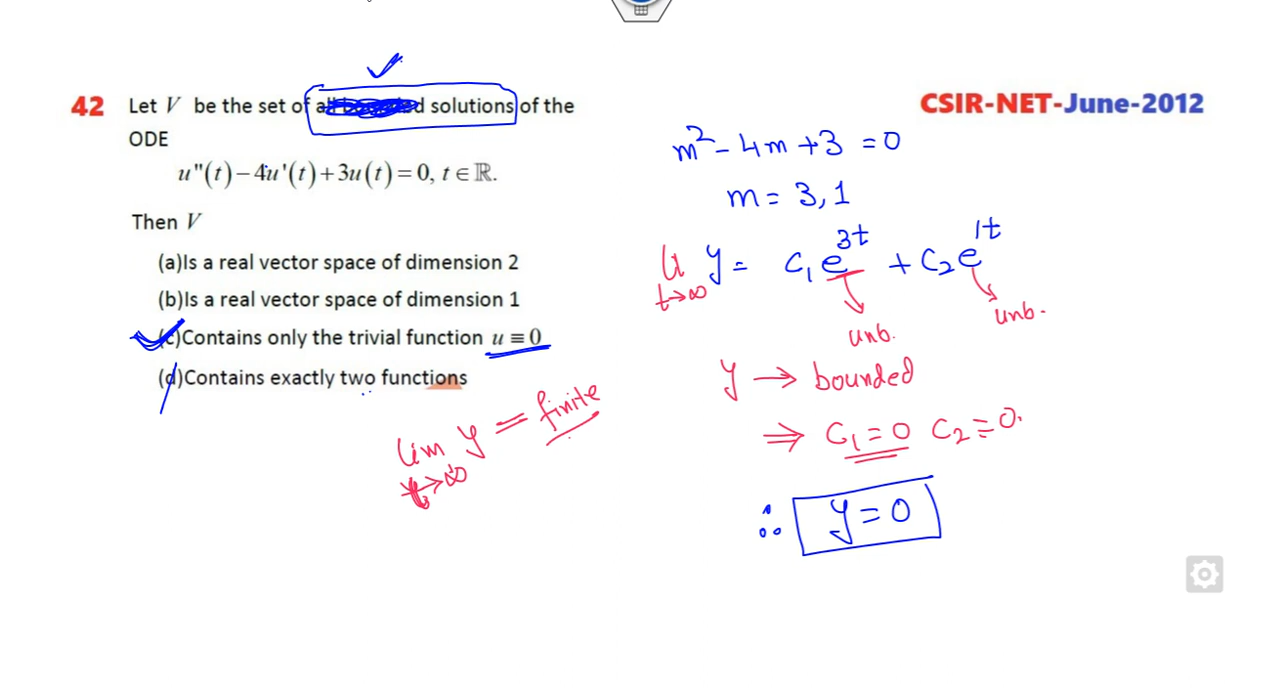 42 Let V be the set of all bounded solutions of the
ODE
u"(t) – 4u'(t) + 3u(t) = 0, t ∈ ℝ.
Then V
(a)Is a real vector space of dimension 2
(b)Is a real vector space of dimension 1
(c)Contains only the trivial function u ≡ 0
(d)Contains exactly two functions
lim y = finite
t→∞
CSIR-NET-June-2012
m² - 4m + 3 = 0
m = 3, 1
lt y = c₁e^3t + c₂e^1t
t→∞
unb. unb.
y → bounded
⇒ c₁ = 0 c₂ = 0.
∴ y = 0